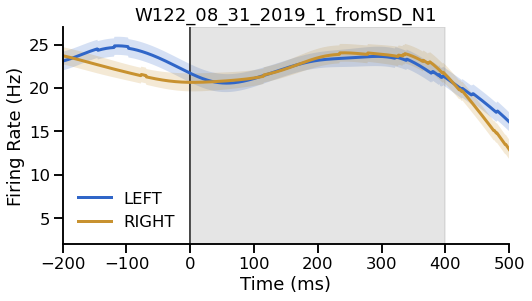 W122_08_31_2019_1_fromSD_N1
Firing Rate (Hz)
25
20
15
10
5
LEFT
RIGHT
−200 −100 0 100 200 300 400 500
Time (ms)